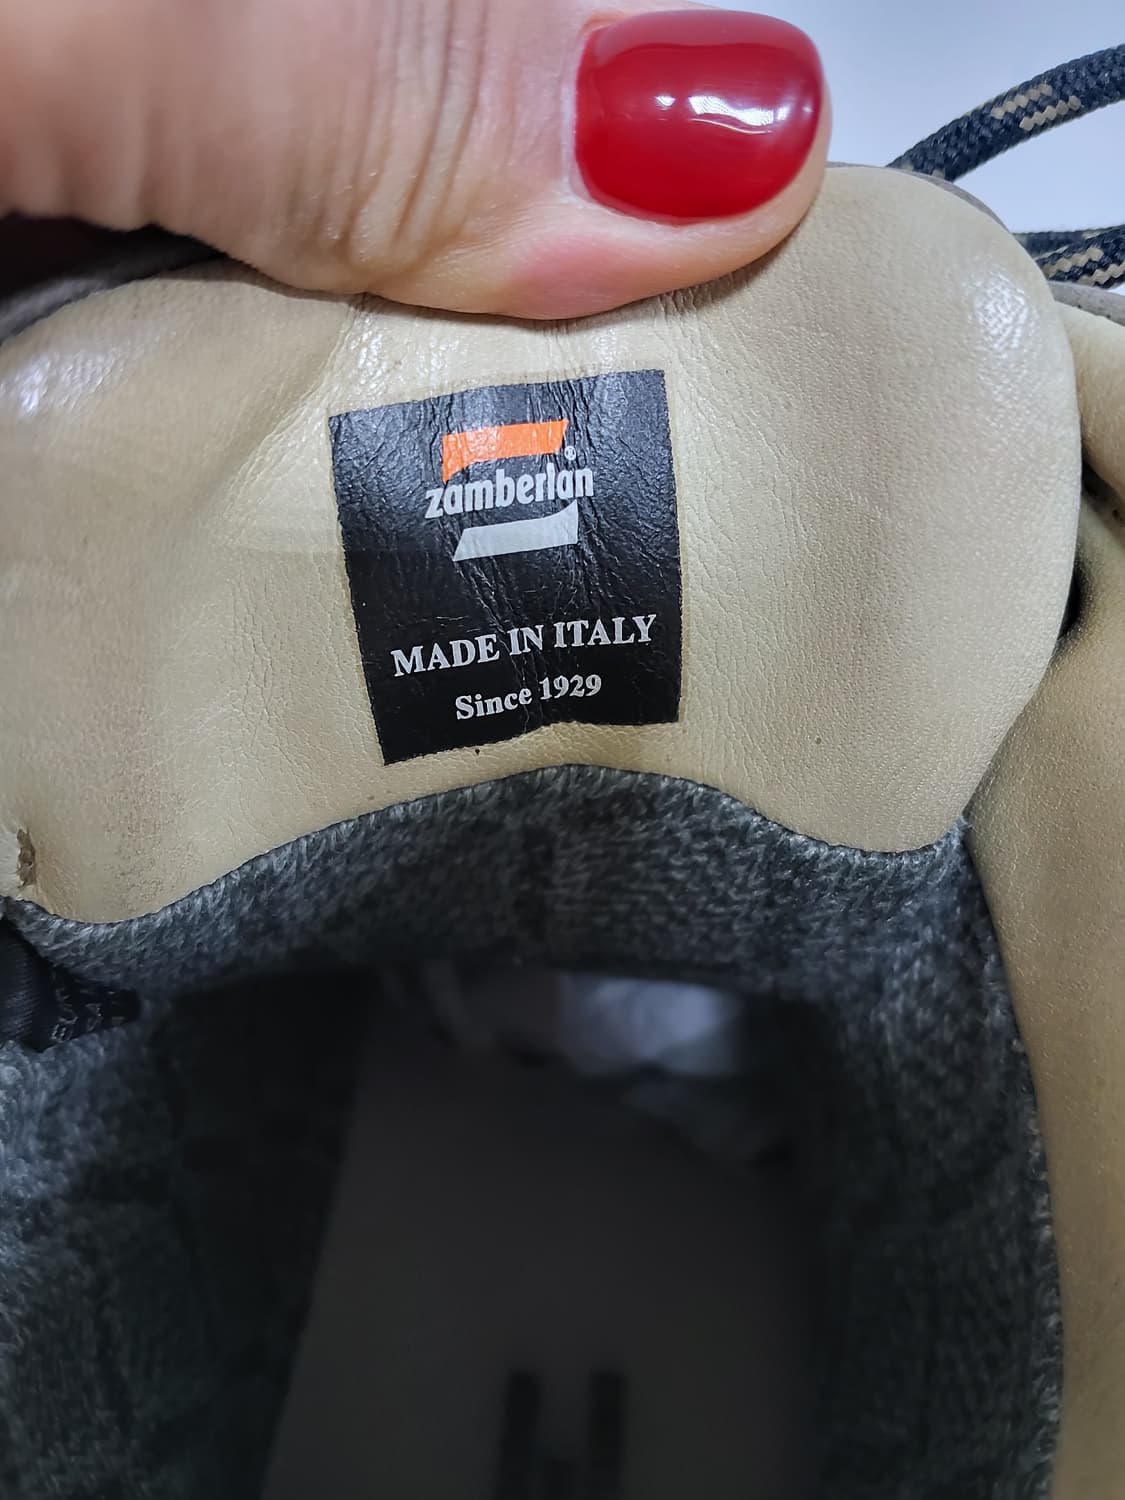 zamberlan®
MADE IN ITALY
Since 1929